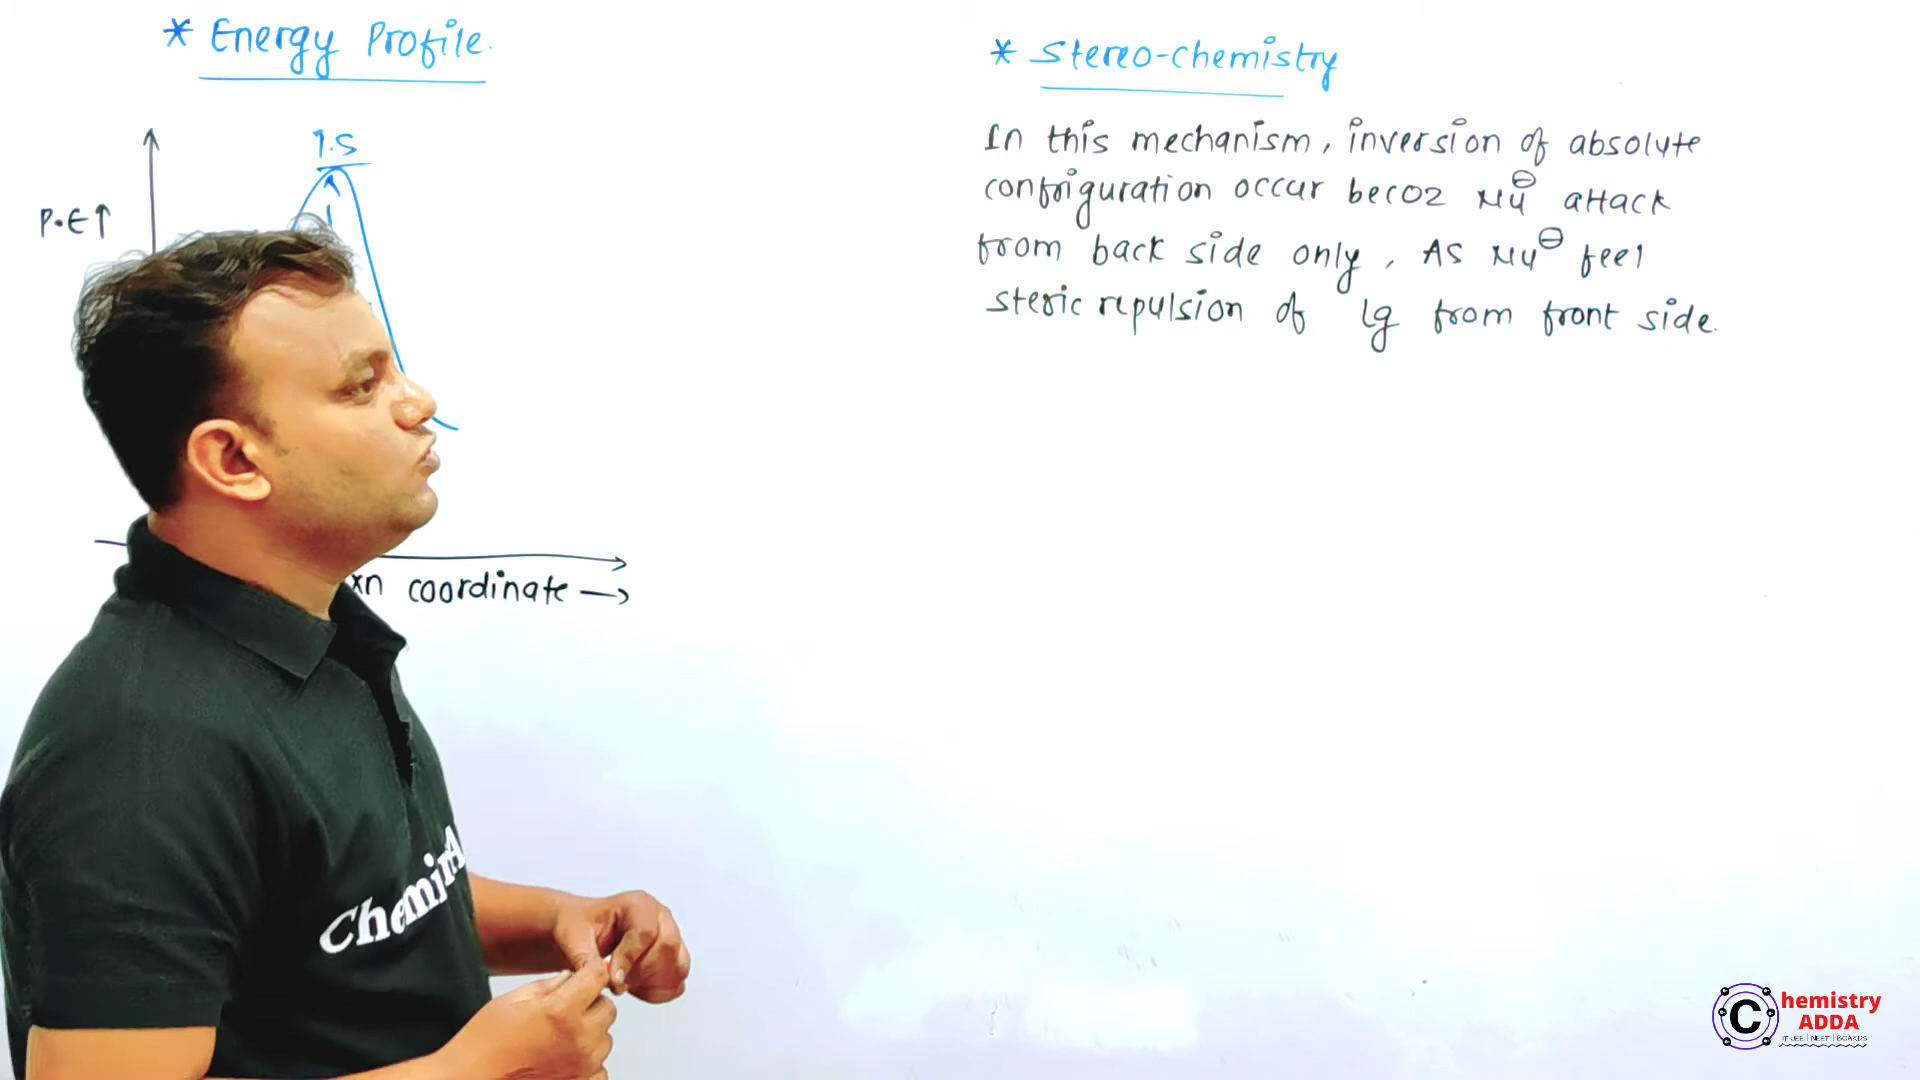 * Energy Profile.
T.S
P.E↑
xn coordinate →
* Stereo-chemistry
In this mechanism, inversion of absolute
configuration occur becoz Nu⊖ attack
from back side only, As Nu⊖ feel
steric repulsion of lg from front side.
Chemistry
ADDA
IT-JEE | NEET | BOARDS